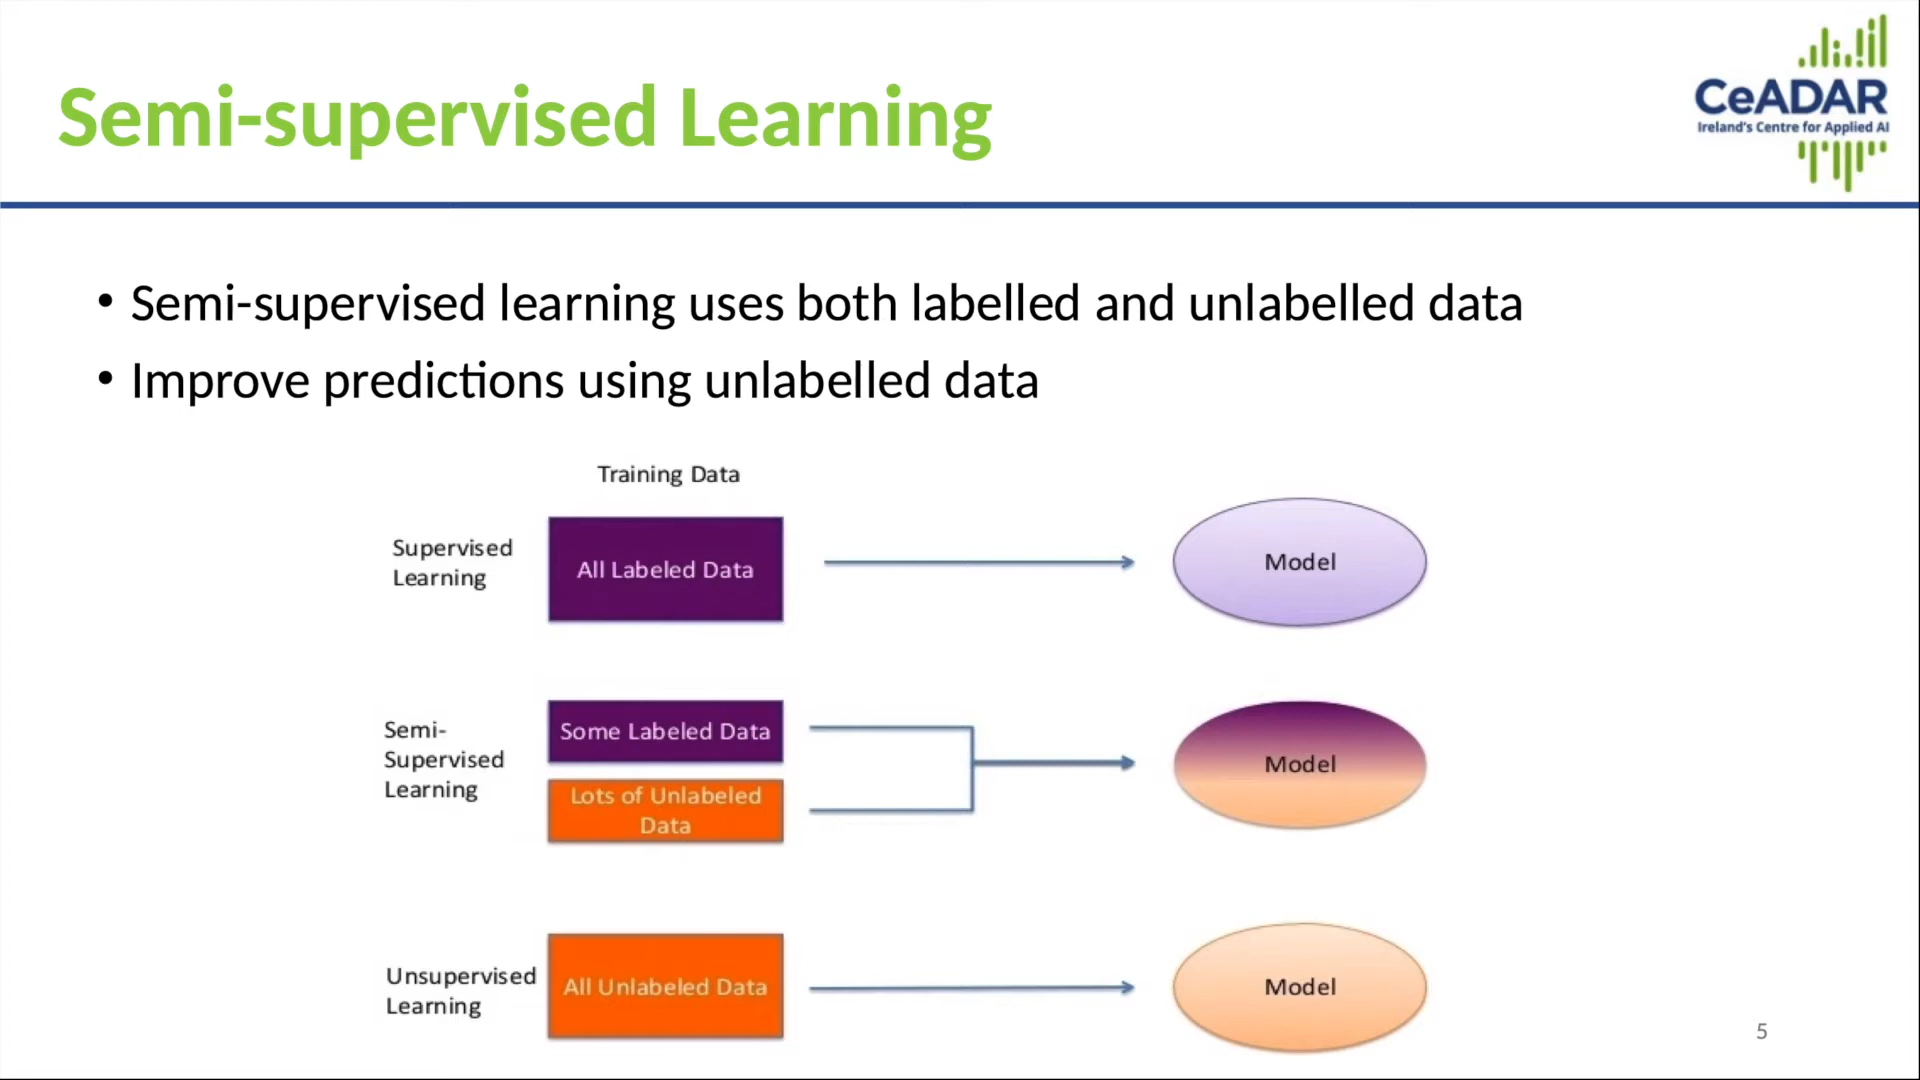 Semi-supervised Learning
CeADAR
Ireland's Centre for Applied AI
• Semi-supervised learning uses both labelled and unlabelled data
• Improve predictions using unlabelled data
Training Data
Supervised
Learning
All Labeled Data
Model
Semi-
Supervised
Learning
Some Labeled Data
Lots of Unlabeled
Data
Model
Unsupervised
Learning
All Unlabeled Data
Model
5